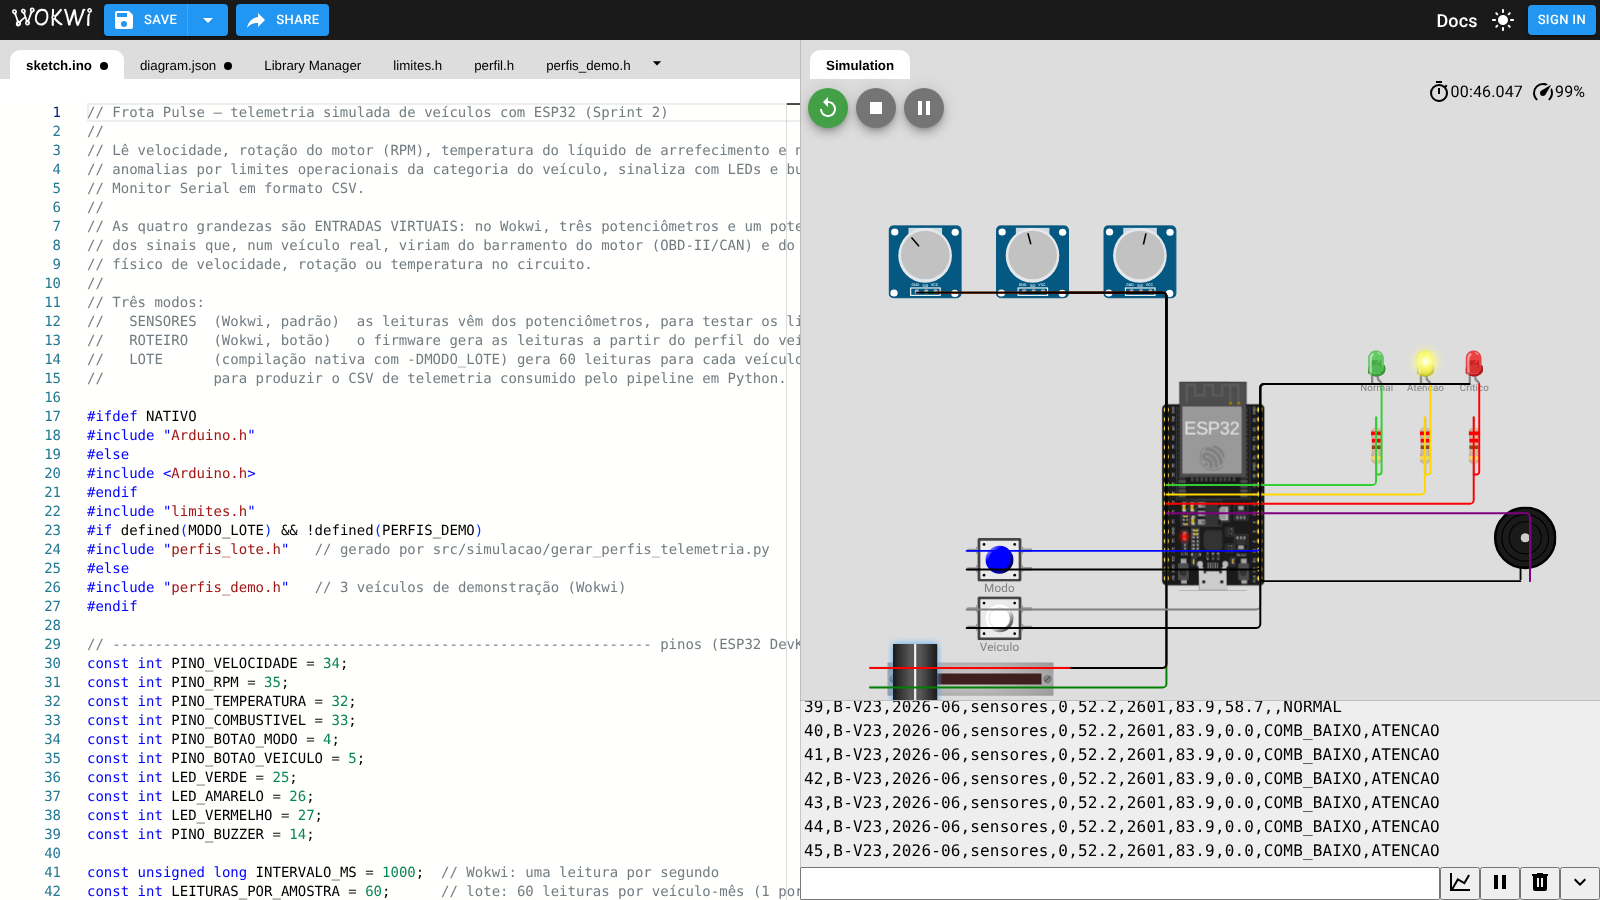 WOKWI
SAVE
SHARE
Docs
SIGN IN
sketch.ino
diagram.json
Library Manager
limites.h
perfil.h
perfis_demo.h
Simulation
00:46.047
99%
1 // Frota Pulse — telemetria simulada de veículos com ESP32 (Sprint 2)
2 //
3 // Lê velocidade, rotação do motor (RPM), temperatura do líquido de arrefecimento e
4 // anomalias por limites operacionais da categoria do veículo, sinaliza com LEDs e
5 // Monitor Serial em formato CSV.
6 //
7 // As quatro grandezas são ENTRADAS VIRTUAIS: no Wokwi, três potenciômetros e um
8 // dos sinais que, num veículo real, viriam do barramento do motor (OBD-II/CAN) e do
9 // físico de velocidade, rotação ou temperatura no circuito.
10 //
11 // Três modos:
12 //   SENSORES  (Wokwi, padrão)  as leituras vêm dos potenciômetros, para testar os
13 //   ROTEIRO   (Wokwi, botão)   o firmware gera as leituras a partir do perfil do
14 //   LOTE      (compilação nativa com -DMODO_LOTE) gera 60 leituras para cada
15 //             para produzir o CSV de telemetria consumido pelo pipeline em Python.
16
17 #ifdef NATIVO
18 #include "Arduino.h"
19 #else
20 #include <Arduino.h>
21 #endif
22 #include "limites.h"
23 #if defined(MODO_LOTE) && !defined(PERFIS_DEMO)
24 #include "perfis_lote.h"   // gerado por src/simulacao/gerar_perfis_telemetria.py
25 #else
26 #include "perfis_demo.h"   // 3 veículos de demonstração (Wokwi)
27 #endif
28
29 // ---------------------------------------------------------------- pinos (ESP32
30 const int PINO_VELOCIDADE = 34;
31 const int PINO_RPM = 35;
32 const int PINO_TEMPERATURA = 32;
33 const int PINO_COMBUSTIVEL = 33;
34 const int PINO_BOTAO_MODO = 4;
35 const int PINO_BOTAO_VEICULO = 5;
36 const int LED_VERDE = 25;
37 const int LED_AMARELO = 26;
38 const int LED_VERMELHO = 27;
39 const int PINO_BUZZER = 14;
40
41 const unsigned long INTERVALO_MS = 1000;  // Wokwi: uma leitura por segundo
42 const int LEITURAS_POR_AMOSTRA = 60;      // lote: 60 leituras por veículo-mês (1
GND SIG VCC
GND SIG VCC
GND SIG VCC
Normal
Atencao
Critico
ESP32
Modo
Veiculo
39,B-V23,2026-06,sensores,0,52.2,2601,83.9,58.7,,NORMAL
40,B-V23,2026-06,sensores,0,52.2,2601,83.9,0.0,COMB_BAIXO,ATENCAO
41,B-V23,2026-06,sensores,0,52.2,2601,83.9,0.0,COMB_BAIXO,ATENCAO
42,B-V23,2026-06,sensores,0,52.2,2601,83.9,0.0,COMB_BAIXO,ATENCAO
43,B-V23,2026-06,sensores,0,52.2,2601,83.9,0.0,COMB_BAIXO,ATENCAO
44,B-V23,2026-06,sensores,0,52.2,2601,83.9,0.0,COMB_BAIXO,ATENCAO
45,B-V23,2026-06,sensores,0,52.2,2601,83.9,0.0,COMB_BAIXO,ATENCAO